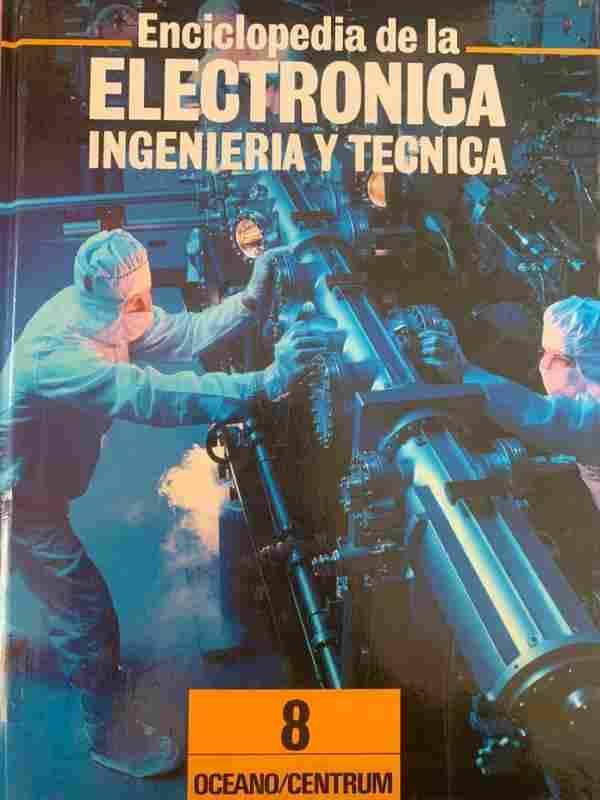 Enciclopedia de la
ELECTRONICA
INGENIERIA Y TECNICA
8
OCEANO/CENTRUM